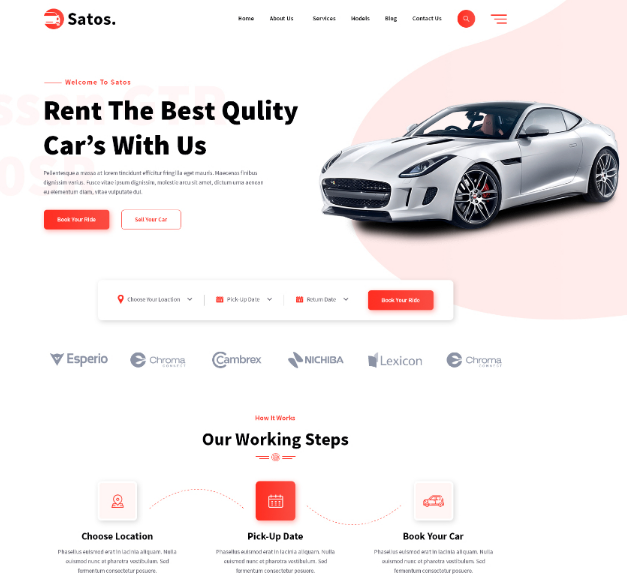 Satos.
Home About Us Services Models Blog Contact Us
Welcome To Satos
Rent The Best Qulity
Car's With Us
Pellentesque a massa at lorem tincidunt efficitur fringilla eget mauris. Maecenas finibus
dignissim varius. Fusce vitae ipsum dignissim, molestie arcu sit amet, dictum urna aenean
eu elementum diam, vitae vulputate dui.
Book Your Ride Sell Your Car
Choose Your Loaction Pick-Up Date Return Date Book Your Ride
Esperio Chroma Cambrex NICHIBA Lexicon Chroma
How It Works
Our Working Steps
Choose Location Pick-Up Date Book Your Car
Phasellus euismod erat in lacinia aliquam. Nulla Phasellus euismod erat in lacinia aliquam. Nulla Phasellus euismod erat in lacinia aliquam. Nulla
euismod nunc at pharetra vestibulum. Sed euismod nunc at pharetra vestibulum. Sed euismod nunc at pharetra vestibulum. Sed
fermentum consectetur posuere. fermentum consectetur posuere. fermentum consectetur posuere.